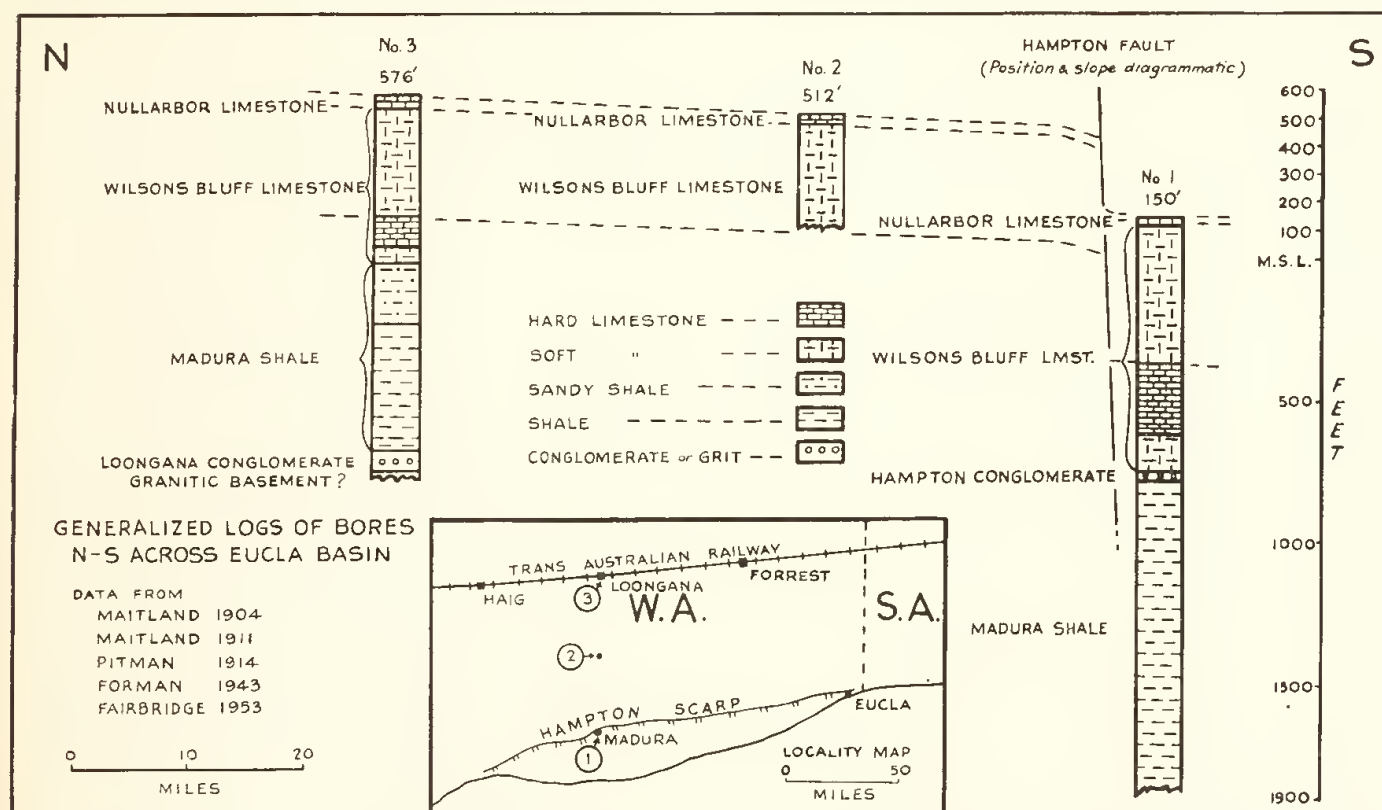 N
S
No. 3
576'
No. 2
512'
HAMPTON FAULT
(Position & slope diagrammatic)
No 1
150'
NULLARBOR LIMESTONE
WILSONS BLUFF LIMESTONE
MADURA SHALE
LOONGANA CONGLOMERATE
GRANITIC BASEMENT?
NULLARBOR LIMESTONE
WILSONS BLUFF LIMESTONE
NULLARBOR LIMESTONE
WILSONS BLUFF LMST.
HAMPTON CONGLOMERATE
MADURA SHALE
600
500
400
300
200
100
M.S.L.
500
1000
1500
1900
FEET
HARD LIMESTONE
SOFT "
SANDY SHALE
SHALE
CONGLOMERATE or GRIT
GENERALIZED LOGS OF BORES
N-S ACROSS EUCLA BASIN
DATA FROM
MAITLAND 1904
MAITLAND 1911
PITMAN 1914
FORMAN 1943
FAIRBRIDGE 1953
0 10 20
MILES
TRANS AUSTRALIAN RAILWAY
HAIG
LOONGANA
FORREST
3
W.A.
S.A.
2
HAMPTON SCARP
EUCLA
MADURA
1
LOCALITY MAP
0 50
MILES